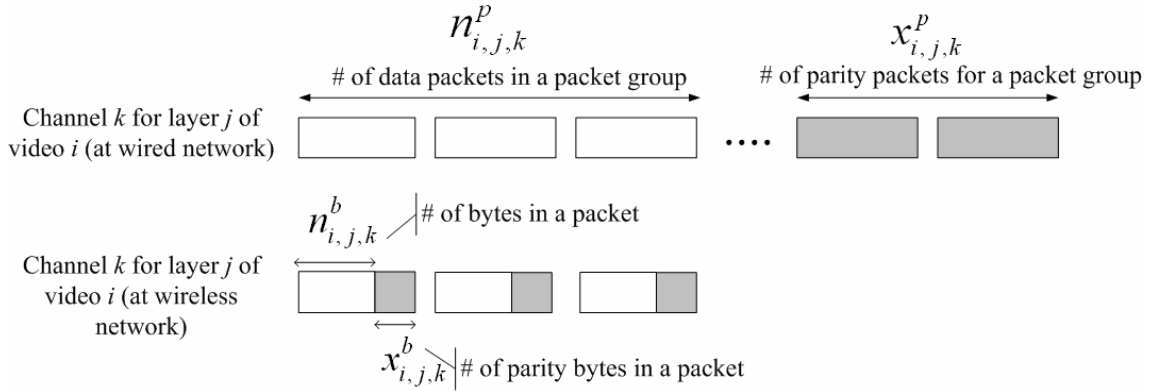 n^p_{i,j,k}
x^p_{i,j,k}
# of data packets in a packet group
# of parity packets for a packet group
Channel k for layer j of
video i (at wired network)
....
n^b_{i,j,k}
# of bytes in a packet
Channel k for layer j of
video i (at wireless
network)
x^b_{i,j,k}
# of parity bytes in a packet